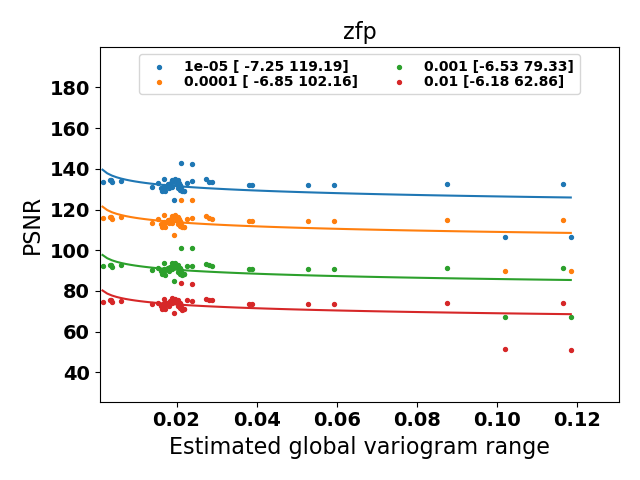 zfp
1e-05 [ -7.25 119.19]
0.0001 [ -6.85 102.16]
0.001 [-6.53 79.33]
0.01 [-6.18 62.86]
PSNR
180
160
140
120
100
80
60
40
0.02 0.04 0.06 0.08 0.10 0.12
Estimated global variogram range